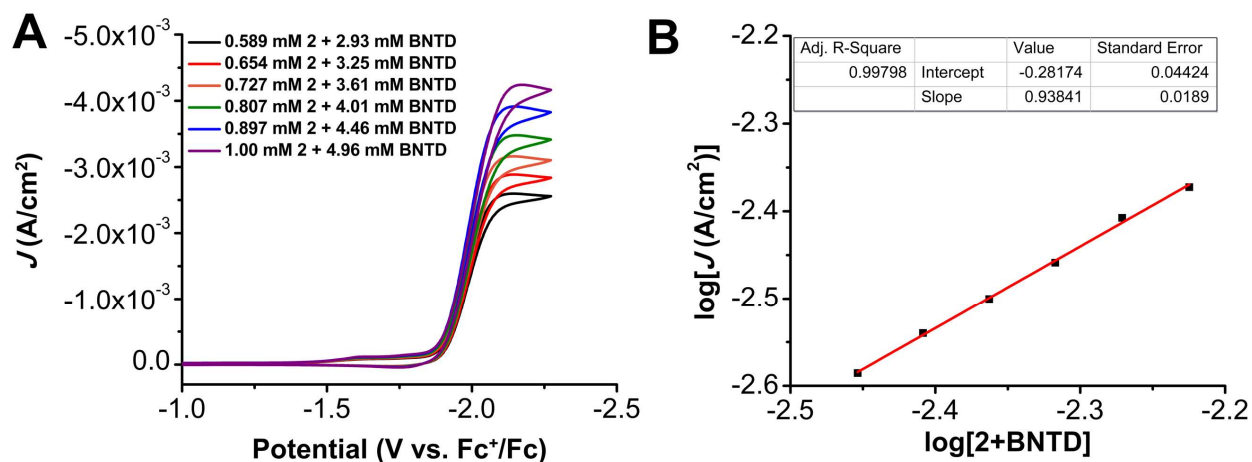 A
-5.0x10⁻³
-4.0x10⁻³
-3.0x10⁻³
-2.0x10⁻³
-1.0x10⁻³
0.0
J (A/cm²)
0.589 mM 2 + 2.93 mM BNTD
0.654 mM 2 + 3.25 mM BNTD
0.727 mM 2 + 3.61 mM BNTD
0.807 mM 2 + 4.01 mM BNTD
0.897 mM 2 + 4.46 mM BNTD
1.00 mM 2 + 4.96 mM BNTD
-1.0 -1.5 -2.0 -2.5
Potential (V vs. Fc⁺/Fc)
B
-2.2
-2.3
-2.4
-2.5
-2.6
log[J (A/cm²)]
Adj. R-Square Value Standard Error
0.99798 Intercept -0.28174 0.04424
Slope 0.93841 0.0189
-2.5 -2.4 -2.3 -2.2
log[2+BNTD]